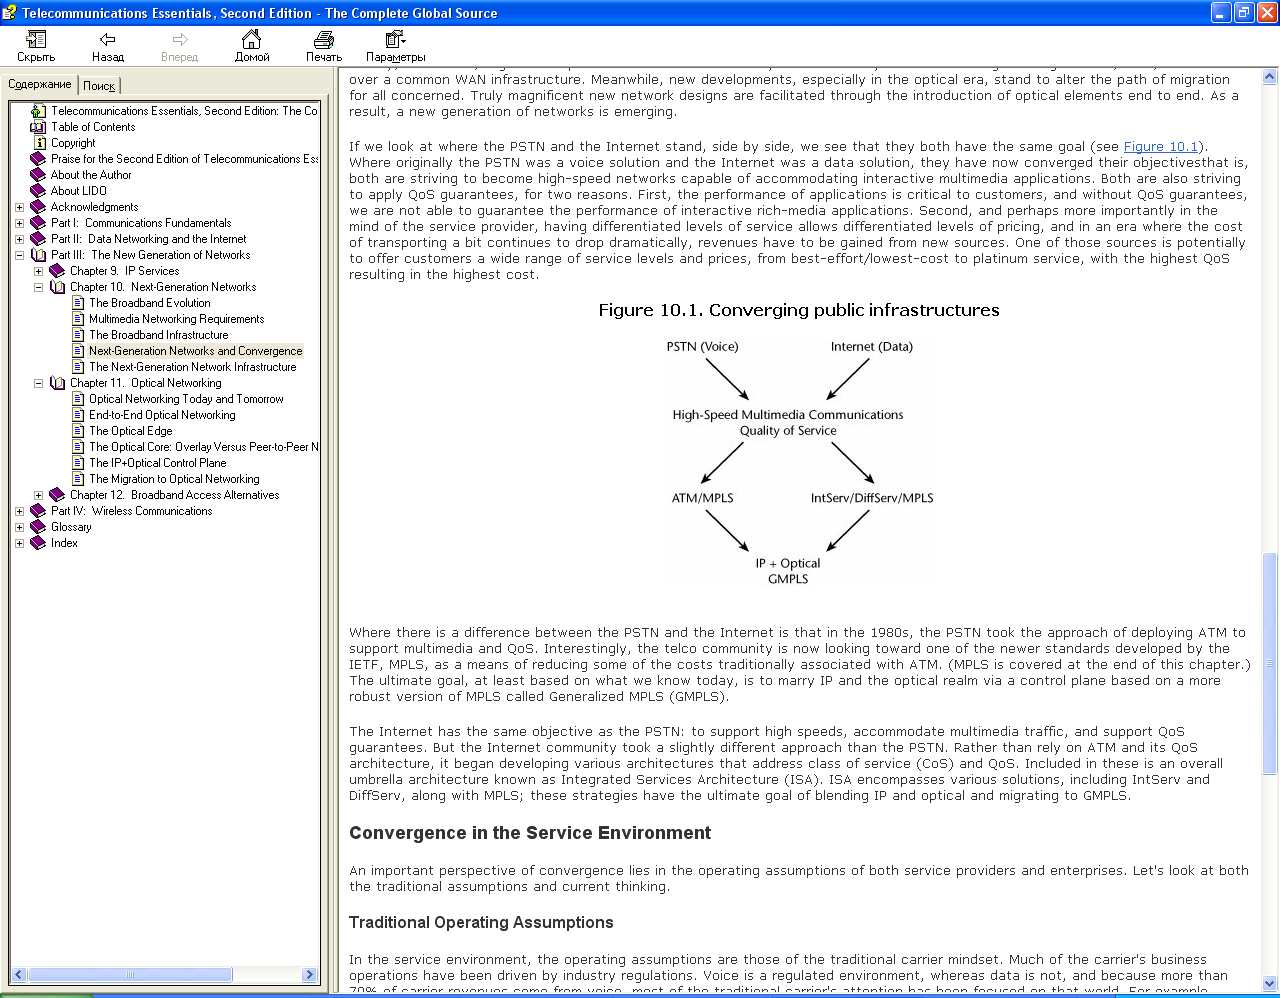 Telecommunications Essentials, Second Edition - The Complete Global Source
Скрыть
Назад
Вперед
Домой
Печать
Параметры
Содержание
Поиск
Telecommunications Essentials, Second Edition: The Co
Table of Contents
Copyright
Praise for the Second Edition of Telecommunications Ess
About the Author
About LIDO
Acknowledgments
Part I: Communications Fundamentals
Part II: Data Networking and the Internet
Part III: The New Generation of Networks
Chapter 9. IP Services
Chapter 10. Next-Generation Networks
The Broadband Evolution
Multimedia Networking Requirements
The Broadband Infrastructure
Next-Generation Networks and Convergence
The Next-Generation Network Infrastructure
Chapter 11. Optical Networking
Optical Networking Today and Tomorrow
End-to-End Optical Networking
The Optical Edge
The Optical Core: Overlay Versus Peer-to-Peer N
The IP+Optical Control Plane
The Migration to Optical Networking
Chapter 12. Broadband Access Alternatives
Part IV: Wireless Communications
Glossary
Index
over a common WAN infrastructure. Meanwhile, new developments, especially in the optical era, stand to alter the path of migration
for all concerned. Truly magnificent new network designs are facilitated through the introduction of optical elements end to end. As a
result, a new generation of networks is emerging.
If we look at where the PSTN and the Internet stand, side by side, we see that they both have the same goal (see Figure 10.1).
Where originally the PSTN was a voice solution and the Internet was a data solution, they have now converged their objectivesthat is,
both are striving to become high-speed networks capable of accommodating interactive multimedia applications. Both are also striving
to apply QoS guarantees, for two reasons. First, the performance of applications is critical to customers, and without QoS guarantees,
we are not able to guarantee the performance of interactive rich-media applications. Second, and perhaps more importantly in the
mind of the service provider, having differentiated levels of service allows differentiated levels of pricing, and in an era where the cost
of transporting a bit continues to drop dramatically, revenues have to be gained from new sources. One of those sources is potentially
to offer customers a wide range of service levels and prices, from best-effort/lowest-cost to platinum service, with the highest QoS
resulting in the highest cost.
Figure 10.1. Converging public infrastructures
PSTN (Voice) Internet (Data)
High-Speed Multimedia Communications
Quality of Service
ATM/MPLS IntServ/DiffServ/MPLS
IP + Optical
GMPLS
Where there is a difference between the PSTN and the Internet is that in the 1980s, the PSTN took the approach of deploying ATM to
support multimedia and QoS. Interestingly, the telco community is now looking toward one of the newer standards developed by the
IETF, MPLS, as a means of reducing some of the costs traditionally associated with ATM. (MPLS is covered at the end of this chapter.)
The ultimate goal, at least based on what we know today, is to marry IP and the optical realm via a control plane based on a more
robust version of MPLS called Generalized MPLS (GMPLS).
The Internet has the same objective as the PSTN: to support high speeds, accommodate multimedia traffic, and support QoS
guarantees. But the Internet community took a slightly different approach than the PSTN. Rather than rely on ATM and its QoS
architecture, it began developing various architectures that address class of service (CoS) and QoS. Included in these is an overall
umbrella architecture known as Integrated Services Architecture (ISA). ISA encompasses various solutions, including IntServ and
DiffServ, along with MPLS; these strategies have the ultimate goal of blending IP and optical and migrating to GMPLS.
Convergence in the Service Environment
An important perspective of convergence lies in the operating assumptions of both service providers and enterprises. Let's look at both
the traditional assumptions and current thinking.
Traditional Operating Assumptions
In the service environment, the operating assumptions are those of the traditional carrier mindset. Much of the carrier's business
operations have been driven by industry regulations. Voice is a regulated environment, whereas data is not, and because more than
70% of carrier revenues come from voice, most of the traditional carrier's attention has been focused on that world. For example,